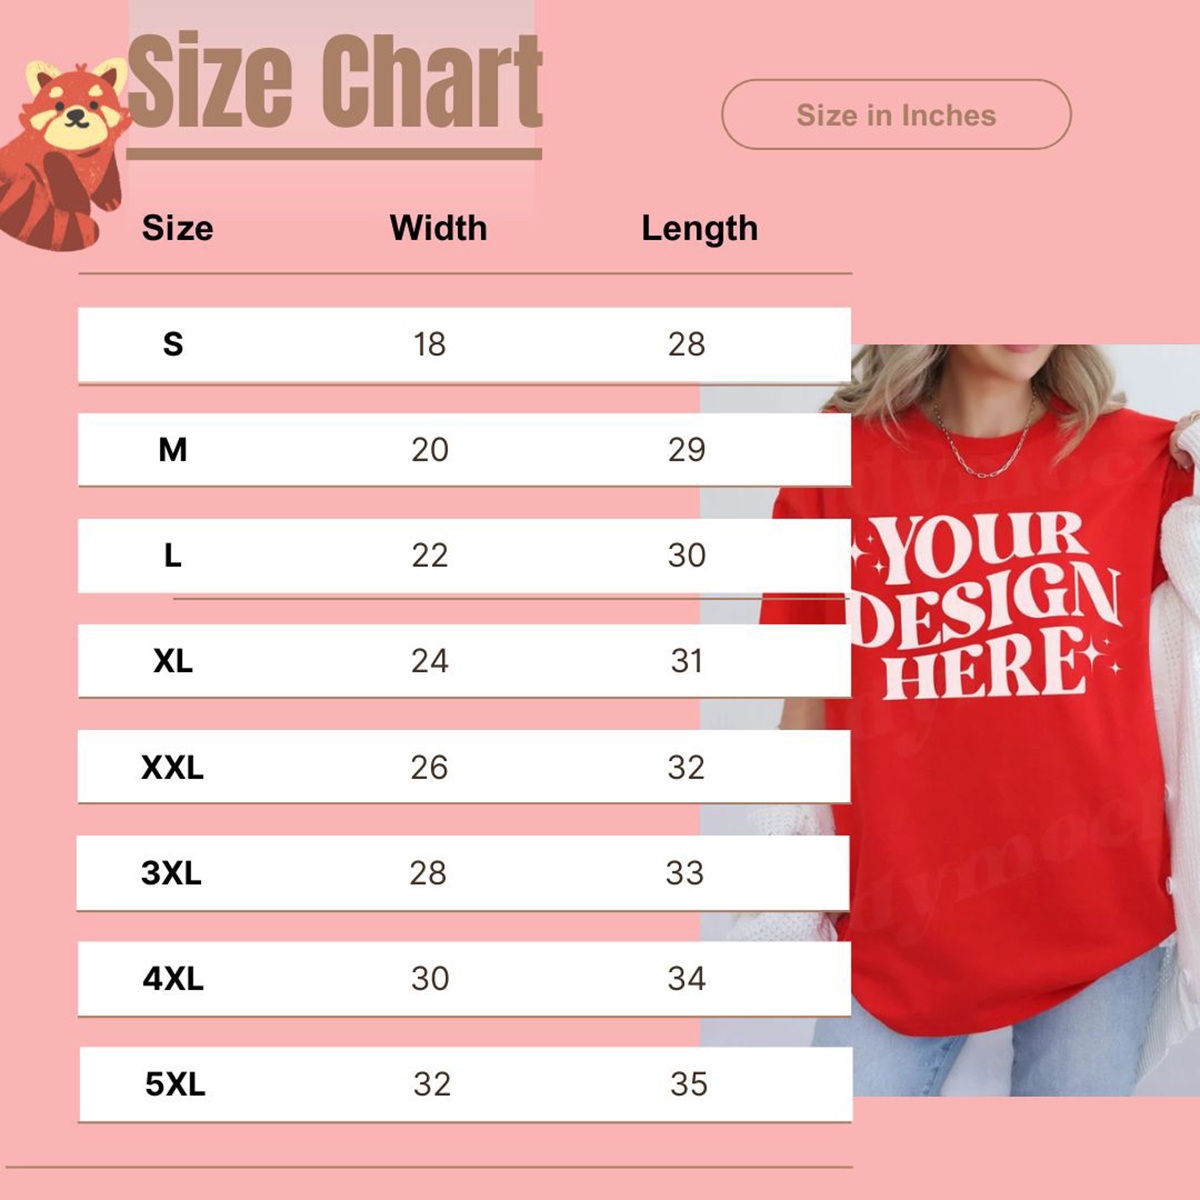 Size Chart
Size in Inches
Size Width Length
S 18 28
M 20 29
L 22 30
XL 24 31
XXL 26 32
3XL 28 33
4XL 30 34
5XL 32 35
YOUR
DESIGN
HERE